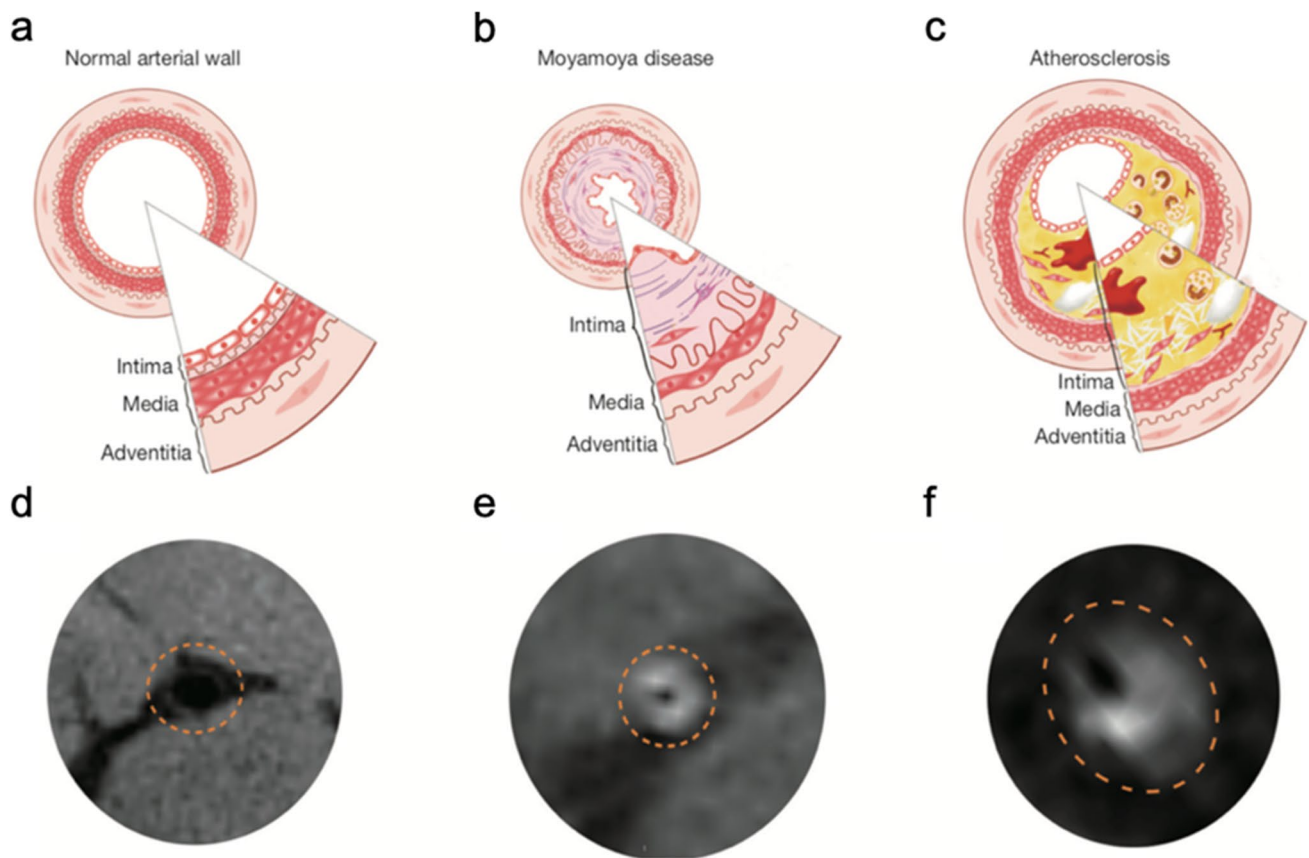 a
Normal arterial wall
Intima
Media
Adventitia
b
Moyamoya disease
Intima
Media
Adventitia
c
Atherosclerosis
Intima
Media
Adventitia
d
e
f